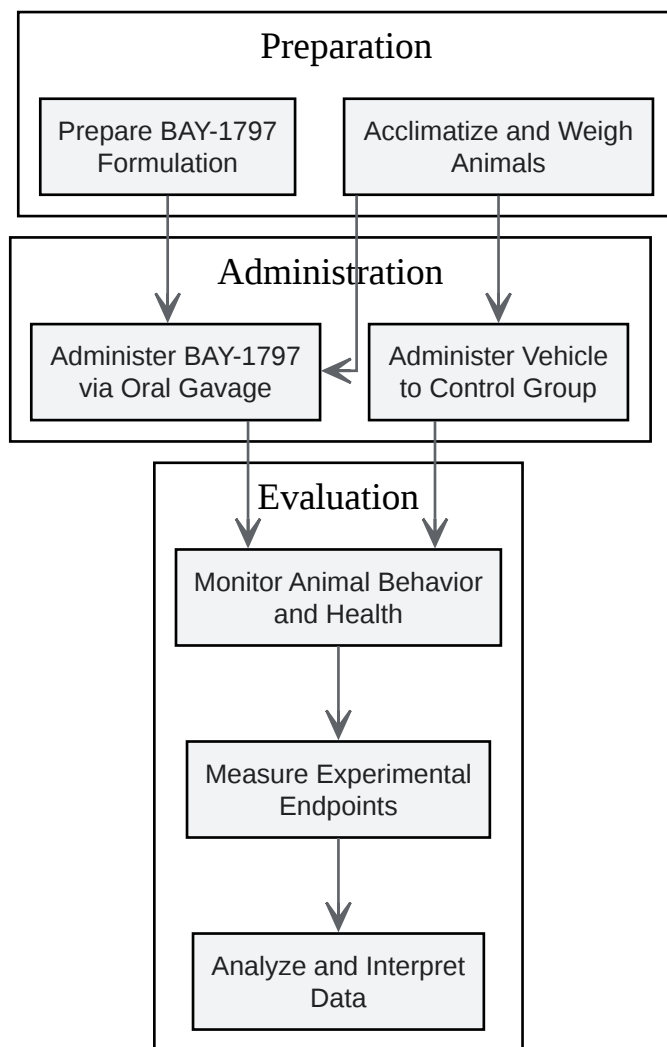 Preparation
Prepare BAY-1797
Formulation
Acclimatize and Weigh
Animals
Administration
Administer BAY-1797
via Oral Gavage
Administer Vehicle
to Control Group
Evaluation
Monitor Animal Behavior
and Health
Measure Experimental
Endpoints
Analyze and Interpret
Data